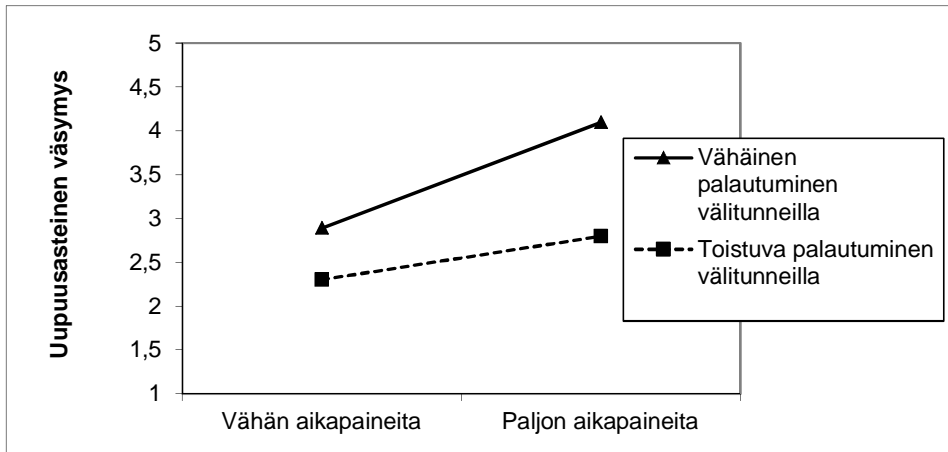 Uupuusasteinen väsymys
5
4,5
4
3,5
3
2,5
2
1,5
1
Vähän aikapaineita
Paljon aikapaineita
Vähäinen
palautuminen
välitunneilla
Toistuva palautuminen
välitunneilla